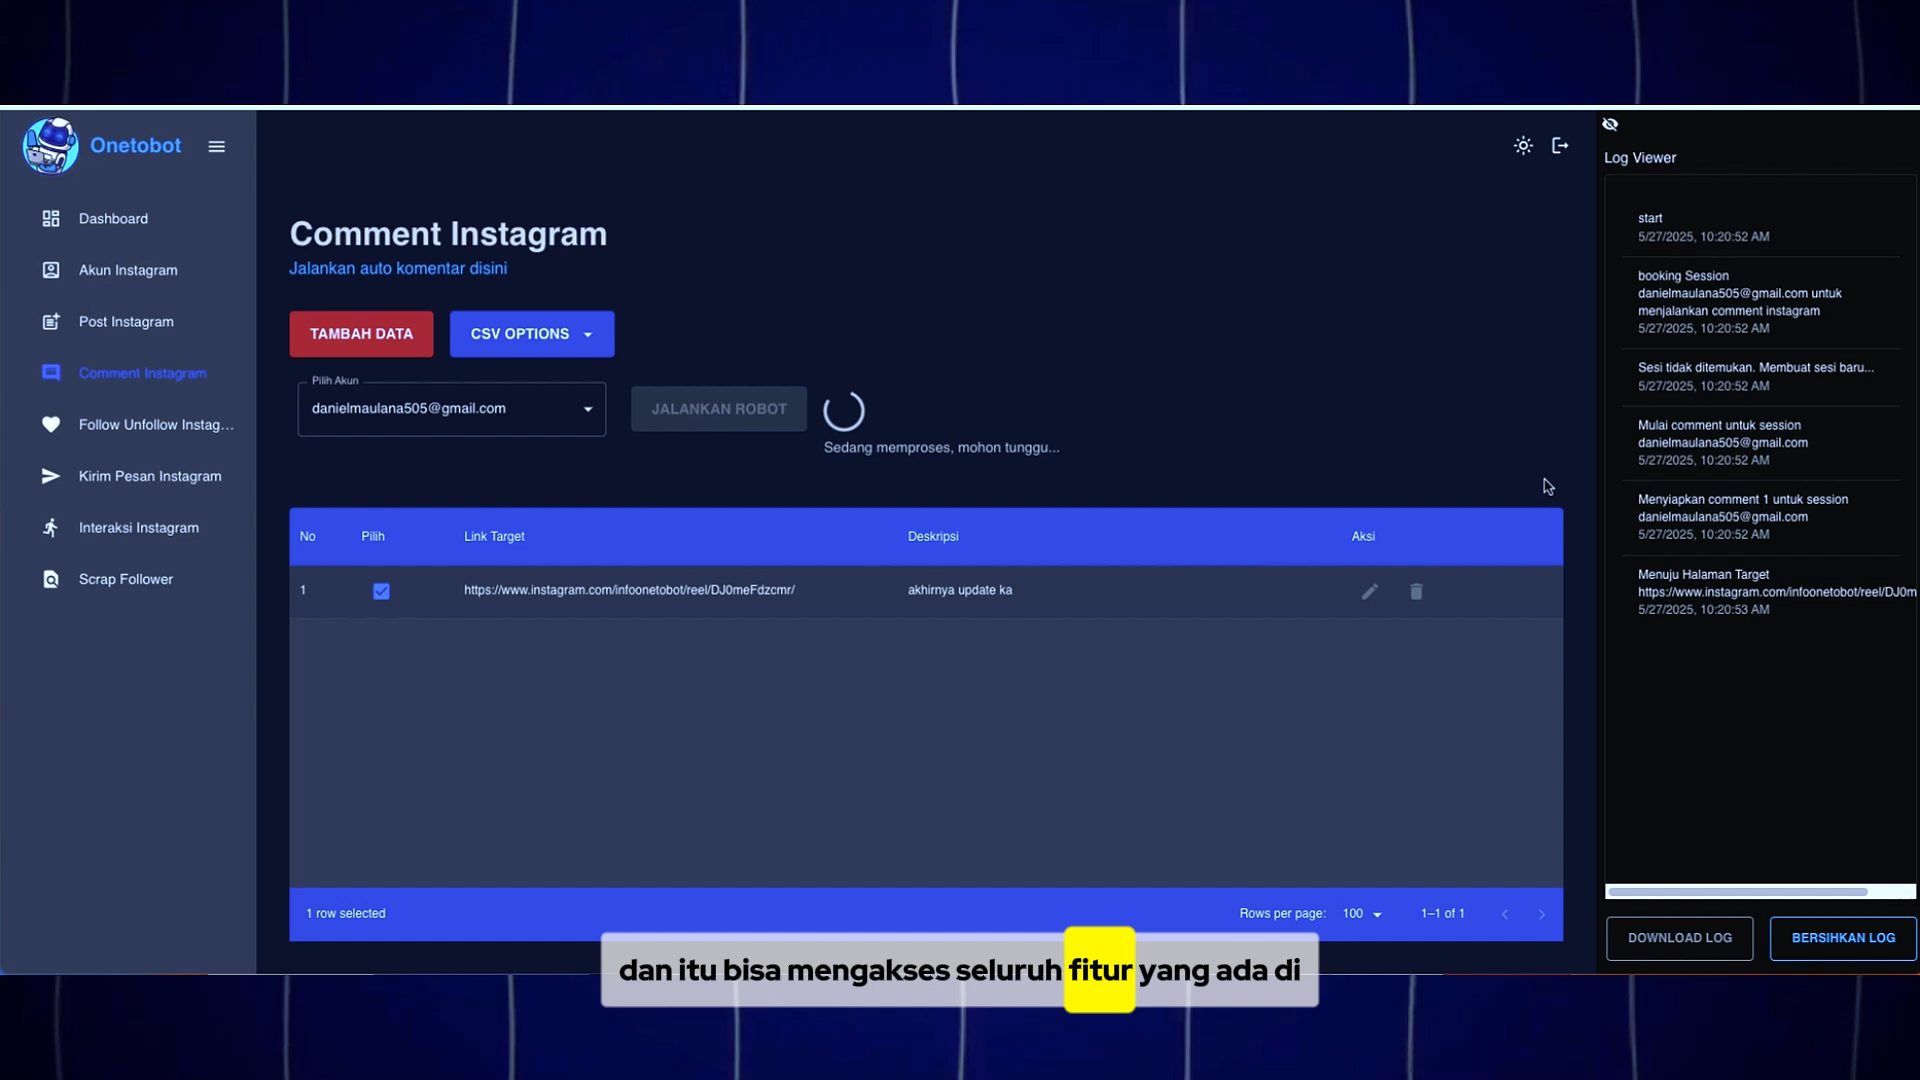 Onetobot
Dashboard
Akun Instagram
Post Instagram
Comment Instagram
Follow Unfollow Instag...
Kirim Pesan Instagram
Interaksi Instagram
Scrap Follower
Comment Instagram
Jalankan auto komentar disini
TAMBAH DATA
CSV OPTIONS
Pilih Akun
danielmaulana505@gmail.com
JALANKAN ROBOT
Sedang memproses, mohon tunggu...
No Pilih Link Target Deskripsi Aksi
1 https://www.instagram.com/infoonetobot/reel/DJ0meFdzcmr/ akhirnya update ka
1 row selected
Rows per page: 100 1–1 of 1
Log Viewer
start
5/27/2025, 10:20:52 AM
booking Session
danielmaulana505@gmail.com untuk
menjalankan comment instagram
5/27/2025, 10:20:52 AM
Sesi tidak ditemukan. Membuat sesi baru...
5/27/2025, 10:20:52 AM
Mulai comment untuk session
danielmaulana505@gmail.com
5/27/2025, 10:20:52 AM
Menyiapkan comment 1 untuk session
danielmaulana505@gmail.com
5/27/2025, 10:20:52 AM
Menuju Halaman Target
https://www.instagram.com/infoonetobot/reel/DJ0m
5/27/2025, 10:20:53 AM
DOWNLOAD LOG
BERSIHKAN LOG
dan itu bisa mengakses seluruh fitur yang ada di